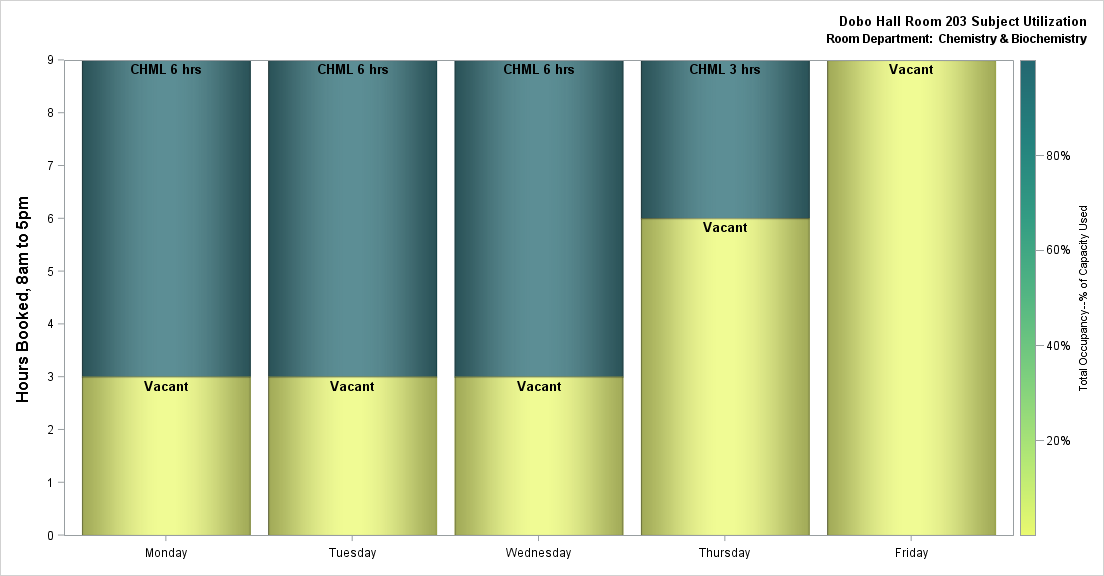 Dobo Hall Room 203 Subject Utilization
Room Department: Chemistry & Biochemistry
Hours Booked, 8am to 5pm
9
8
7
6
5
4
3
2
1
0
CHML 6 hrs
Vacant
CHML 6 hrs
Vacant
CHML 6 hrs
Vacant
CHML 3 hrs
Vacant
Vacant
Monday
Tuesday
Wednesday
Thursday
Friday
80%
60%
40%
20%
Total Occupancy--% of Capacity Used